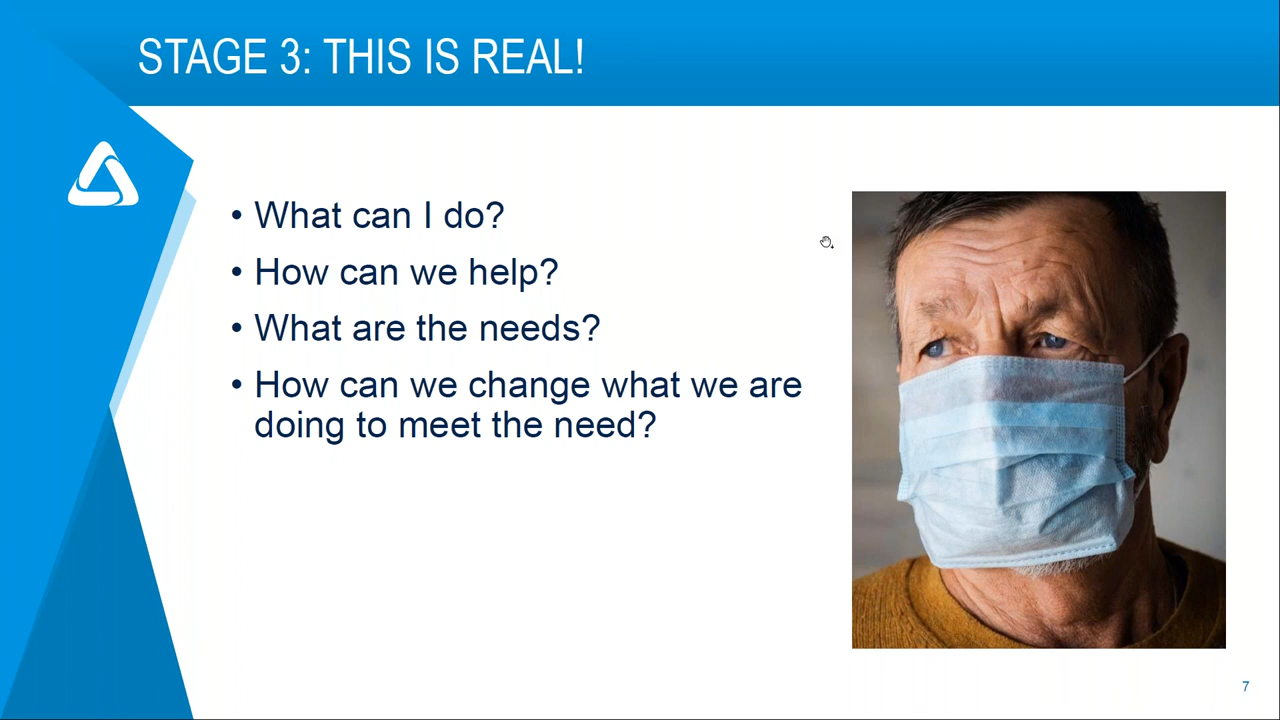 STAGE 3: THIS IS REAL!
• What can I do?
• How can we help?
• What are the needs?
• How can we change what we are
doing to meet the need?
7